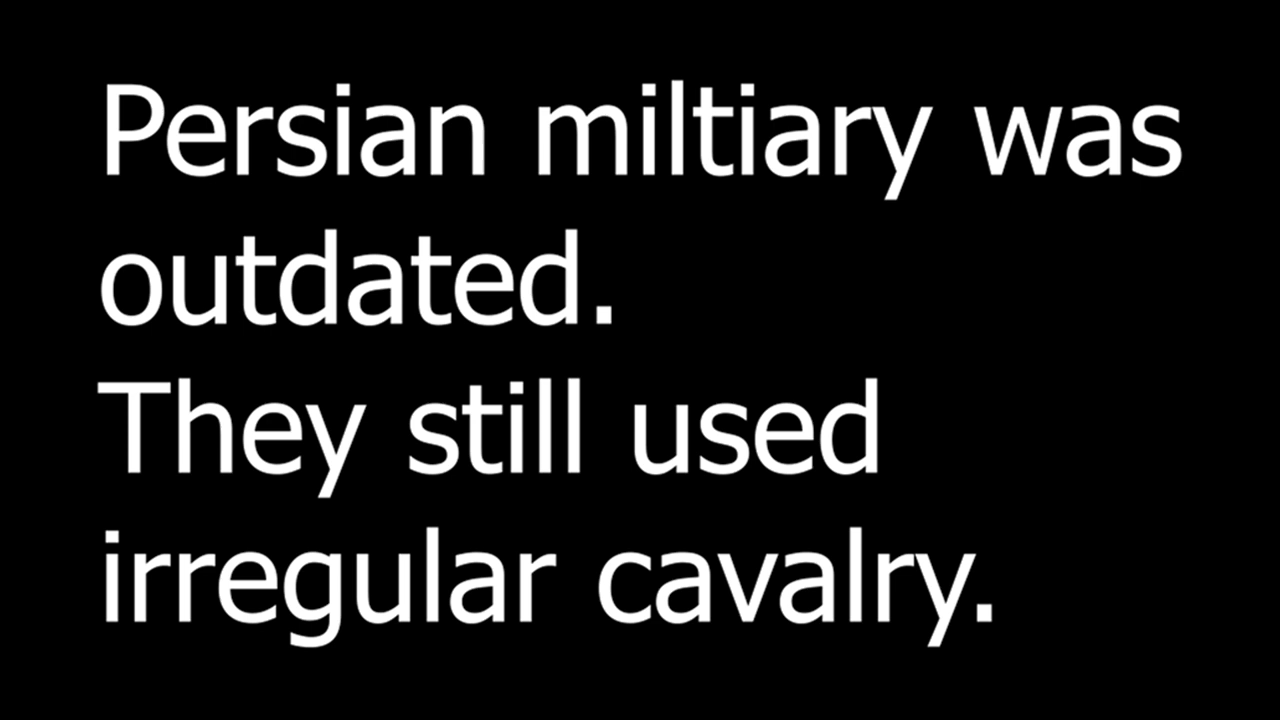 Persian miltiary was
outdated.
They still used
irregular cavalry.